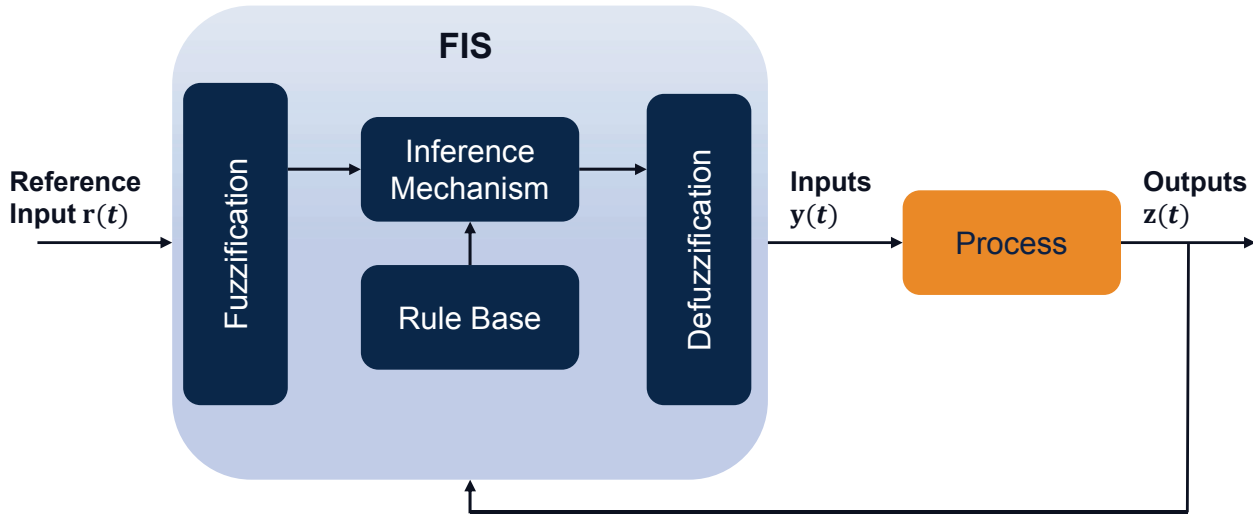 FIS
Reference
Input r(t)
Fuzzification
Inference
Mechanism
Rule Base
Defuzzification
Inputs
y(t)
Process
Outputs
z(t)